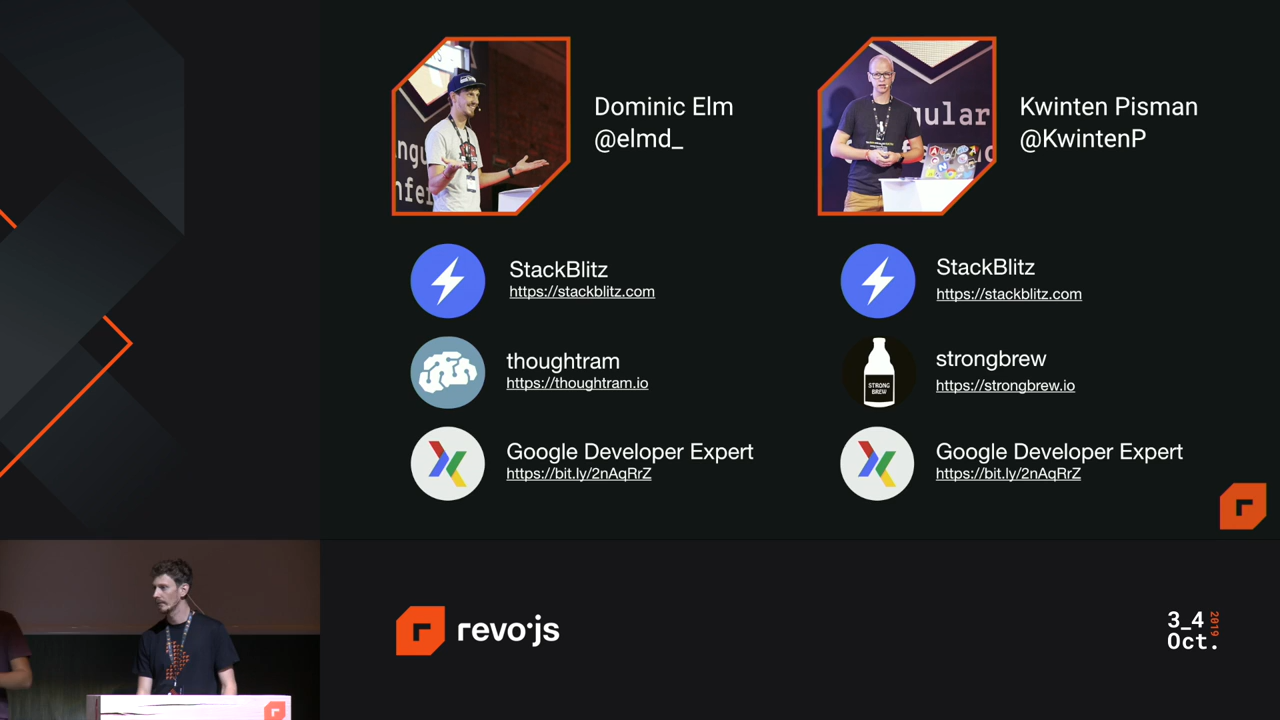 Dominic Elm
@elmd_
Kwinten Pisman
@KwintenP
StackBlitz
https://stackblitz.com
StackBlitz
https://stackblitz.com
thoughtram
https://thoughtram.io
STRONG
BREW
strongbrew
https://strongbrew.io
Google Developer Expert
https://bit.ly/2nAqRrZ
Google Developer Expert
https://bit.ly/2nAqRrZ
r
r
revo·js
3_4
Oct.
2019